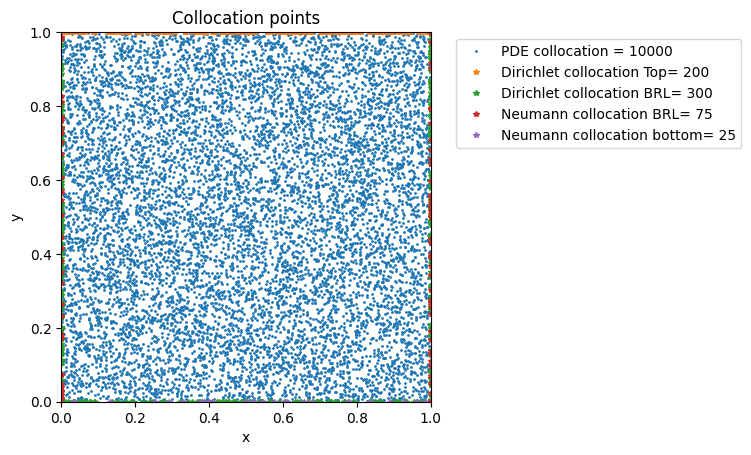 Collocation points
1.0
0.8
0.6
0.4
0.2
0.0
y
0.0 0.2 0.4 0.6 0.8 1.0
x
PDE collocation = 10000
Dirichlet collocation Top= 200
Dirichlet collocation BRL= 300
Neumann collocation BRL= 75
Neumann collocation bottom= 25